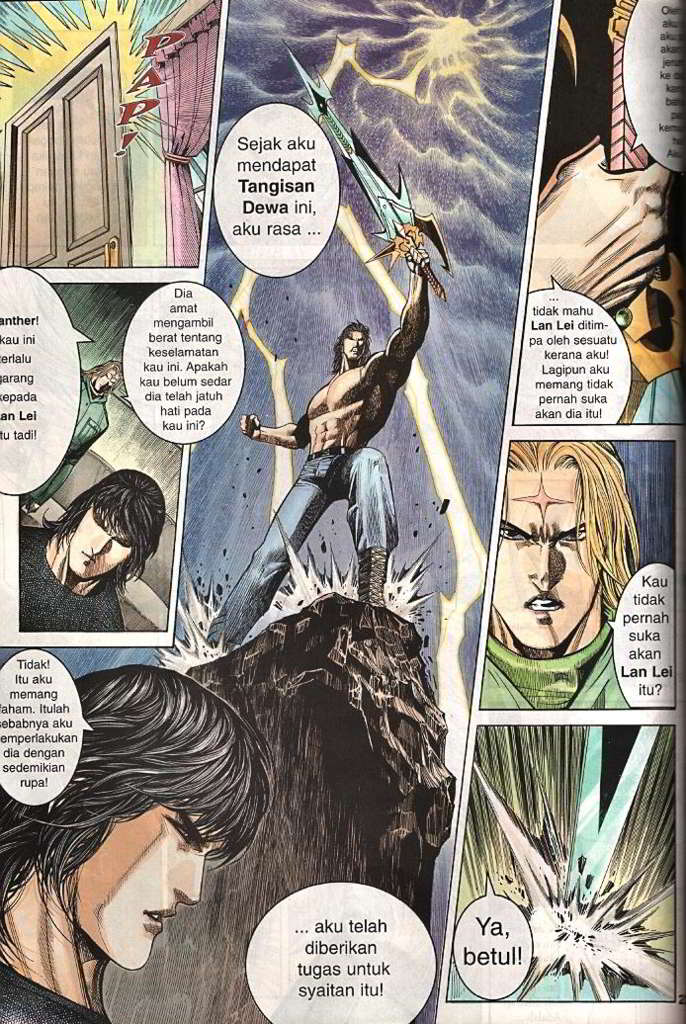 PAP!
anther!
kau ini
terlalu
garang
kepada
Lan Lei
itu tadi!
Dia
amat
mengambil
berat tentang
keselamatan
kau ini. Apakah
kau belum sedar
dia telah jatuh
hati pada
kau ini?
Tidak!
Itu aku
memang
faham. Itulah
sebabnya aku
memperlakukan
dia dengan
sedemikian
rupa!
Sejak aku
mendapat
Tangisan
Dewa ini,
aku rasa ...
... aku telah
diberikan
tugas untuk
syaitan itu!
...
tidak mahu
Lan Lei ditim-
pa oleh sesuatu
kerana aku!
Lagipun aku
memang tidak
pernah suka
akan dia itu!
Kau
tidak
pernah
suka
akan
Lan Lei
itu?
Ya,
betul!